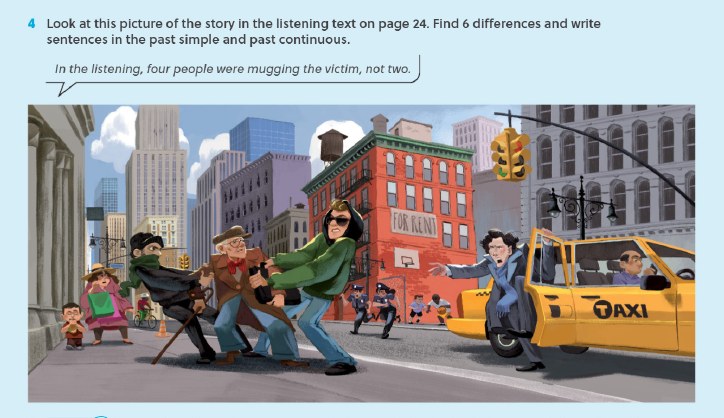 4 Look at this picture of the story in the listening text on page 24. Find 6 differences and write
sentences in the past simple and past continuous.
In the listening, four people were mugging the victim, not two.
FOR RENT
TAXI